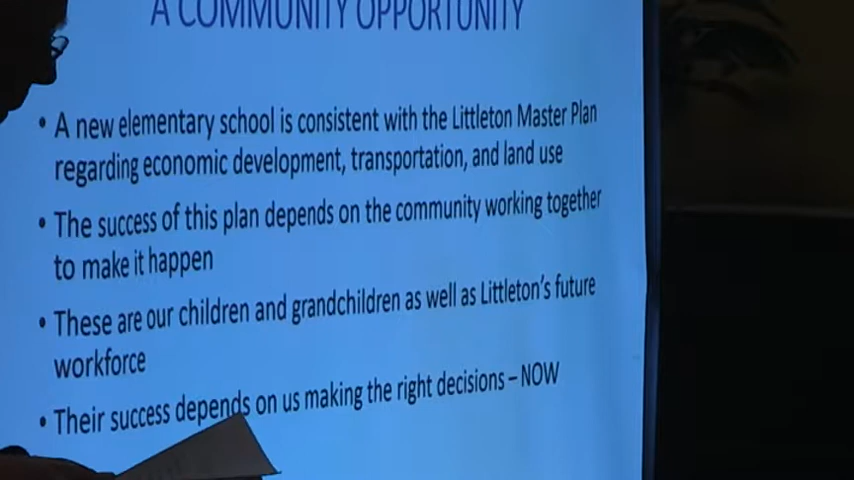 A COMMUNITY OPPORTUNITY
• A new elementary school is consistent with the Littleton Master Plan
regarding economic development, transportation, and land use
• The success of this plan depends on the community working together
to make it happen
• These are our children and grandchildren as well as Littleton's future
workforce
• Their success depends on us making the right decisions – NOW